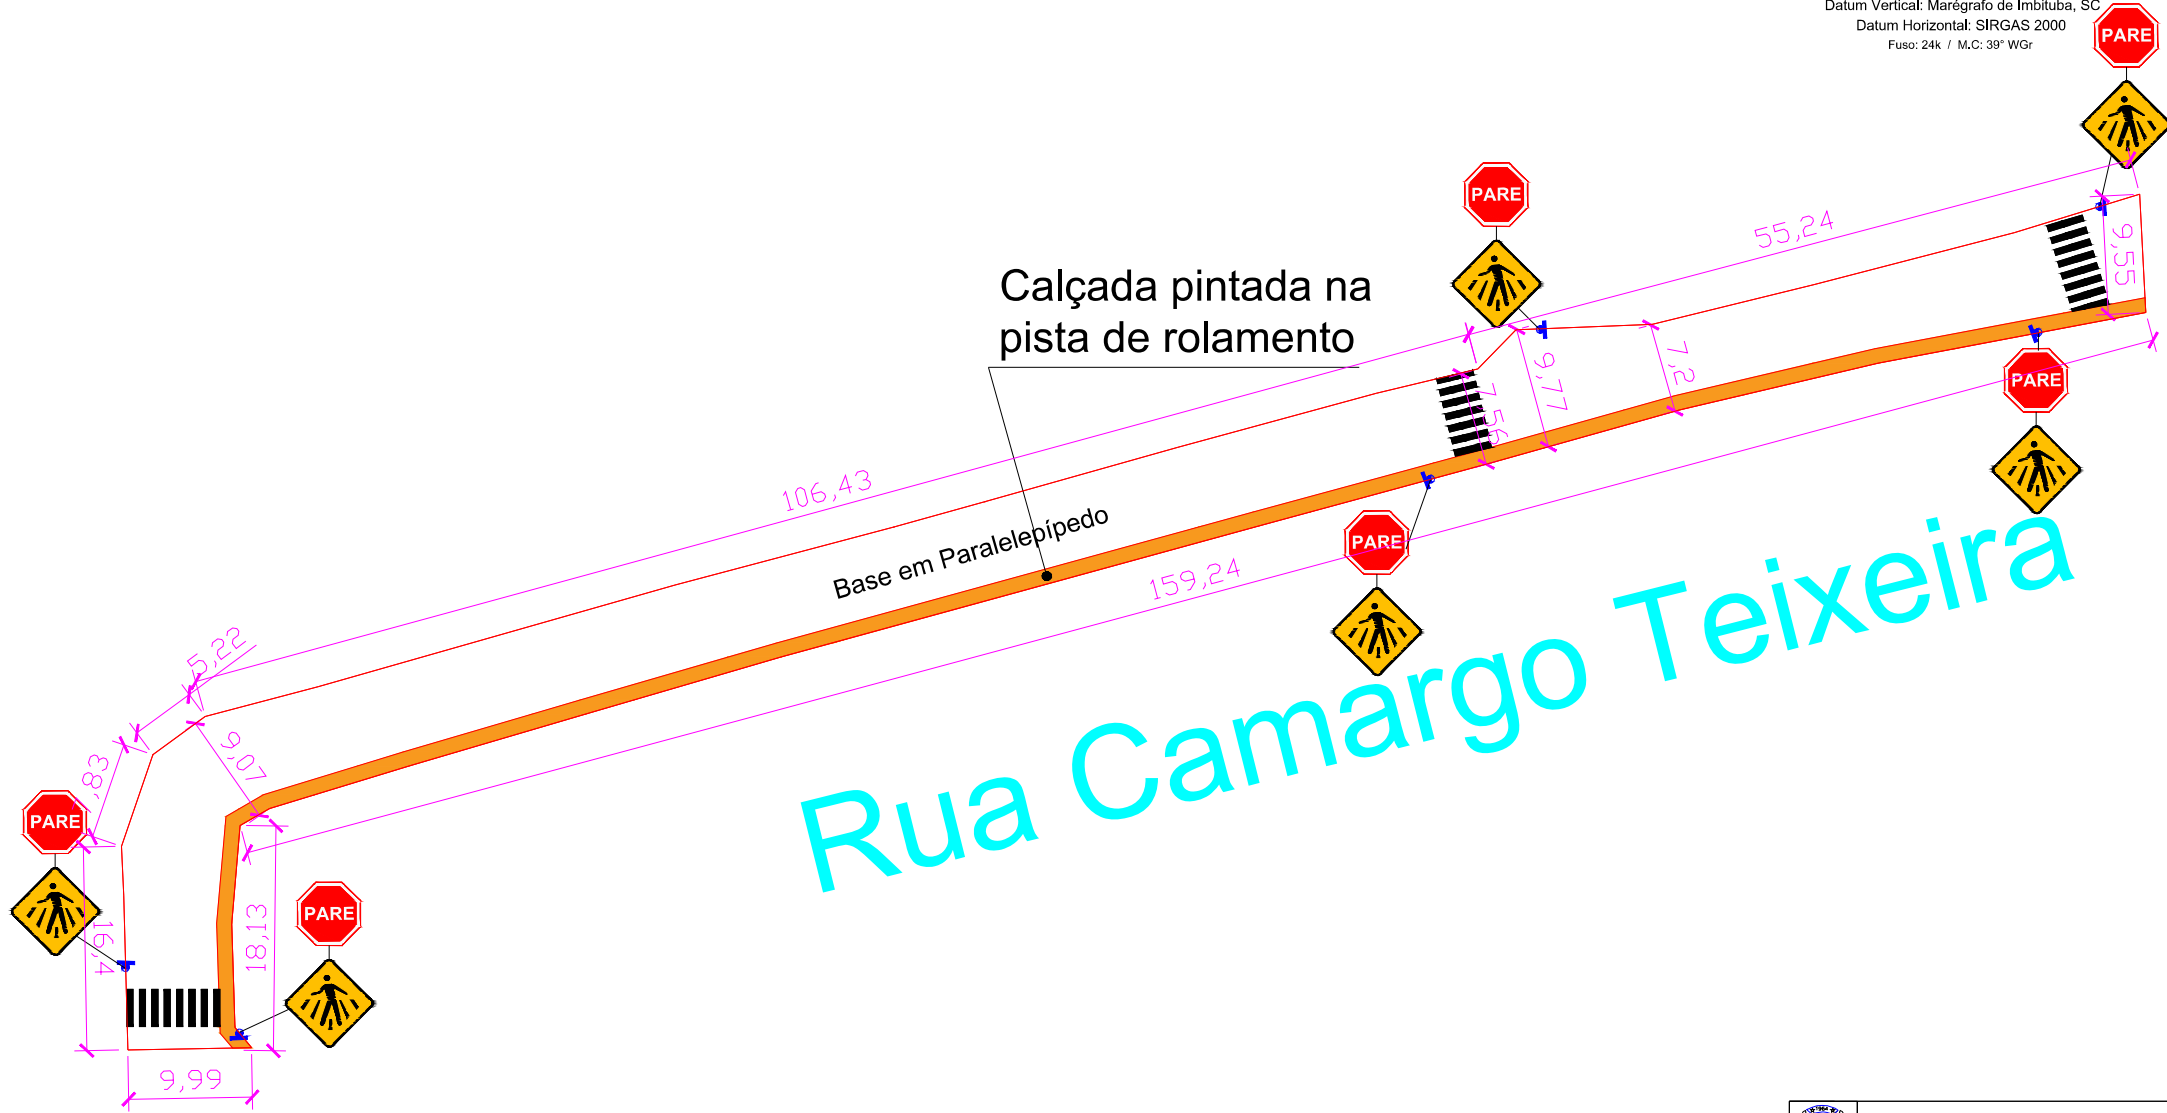 Datum Vertical: Marégrafo de Imbituba, SC
Datum Horizontal: SIRGAS 2000
Fuso: 24k / M.C: 39° WGr
PARE
PARE
55,24
9,55
Calçada pintada na
pista de rolamento
9,77
7,2
7,56
PARE
106,43
Base em Paralelepípedo
159,24
PARE
Rua Camargo Teixeira
5,22
9,07
PARE
16,4
18,13
PARE
9,99